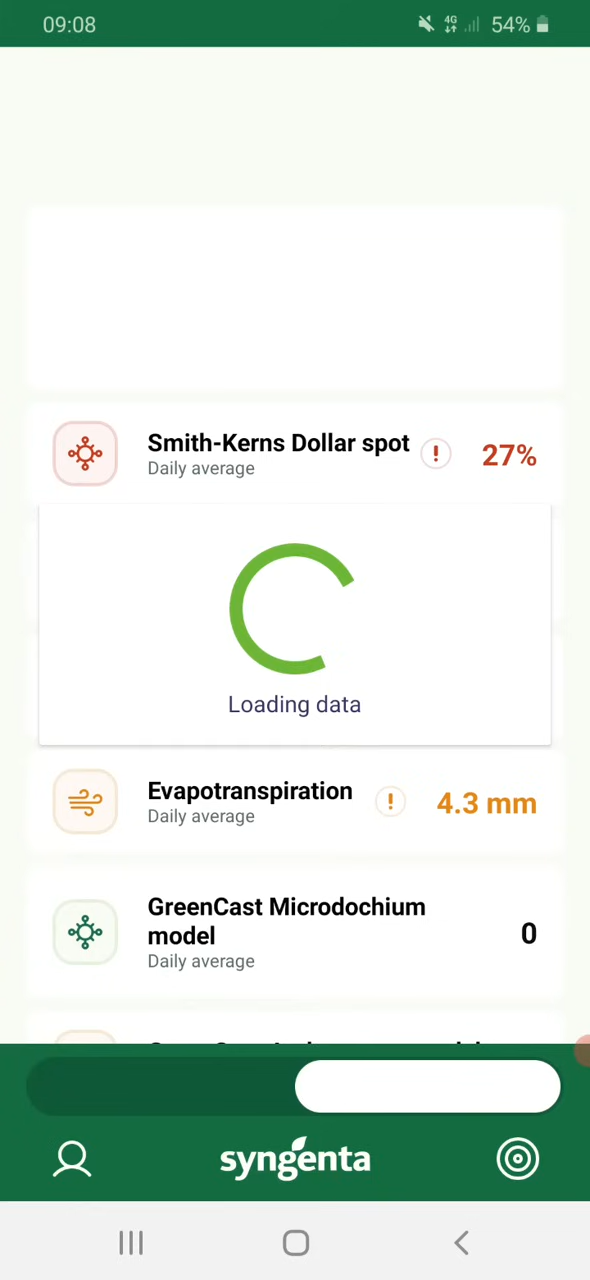 09:08
4G
54%
Smith-Kerns Dollar spot
Daily average
!
27%
Loading data
Evapotranspiration
Daily average
!
4.3 mm
GreenCast Microdochium
model
Daily average
0
syngenta